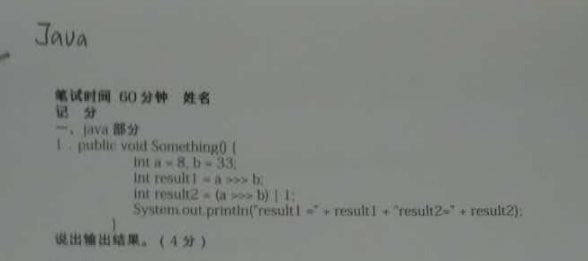 Java
笔试时间 60分钟 姓名
记 分
一、java 部分
1．public void Something() {
int a = 8, b = 33;
int result1 = a >>> b;
int result2 = (a >>> b) | 1;
System.out.println("result1 =" + result1 + "result2=" + result2);
}
说出输出结果。（4分）